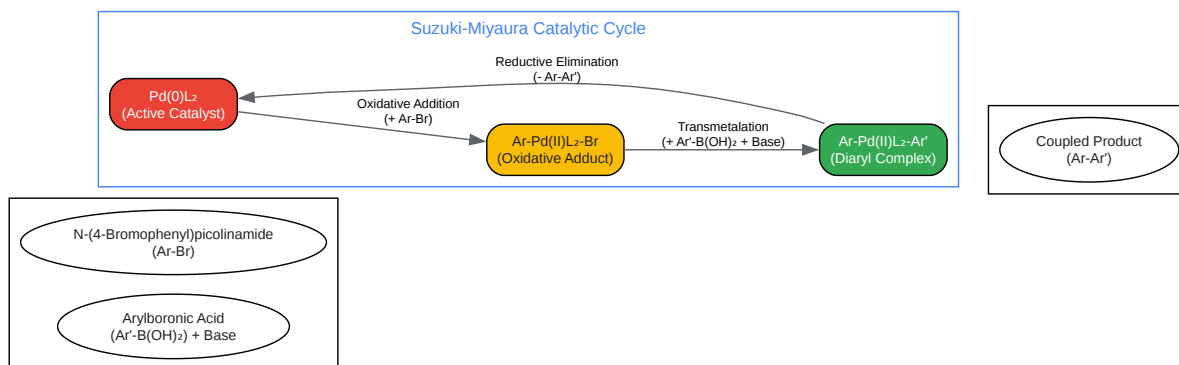 Suzuki-Miyaura Catalytic Cycle
Reductive Elimination
(- Ar-Ar')
Pd(0)L₂
(Active Catalyst)
Oxidative Addition
(+ Ar-Br)
Ar-Pd(II)L₂-Br
(Oxidative Adduct)
Transmetalation
(+ Ar'-B(OH)₂ + Base)
Ar-Pd(II)L₂-Ar'
(Diaryl Complex)
Coupled Product
(Ar-Ar')
N-(4-Bromophenyl)picolinamide
(Ar-Br)
Arylboronic Acid
(Ar'-B(OH)₂) + Base